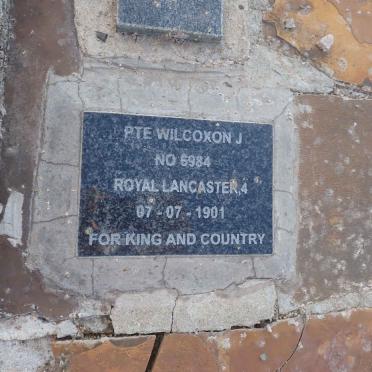 PTE WILCOXON J
NO 6984
ROYAL LANCASTER,4
07-07-1901
FOR KING AND COUNTRY